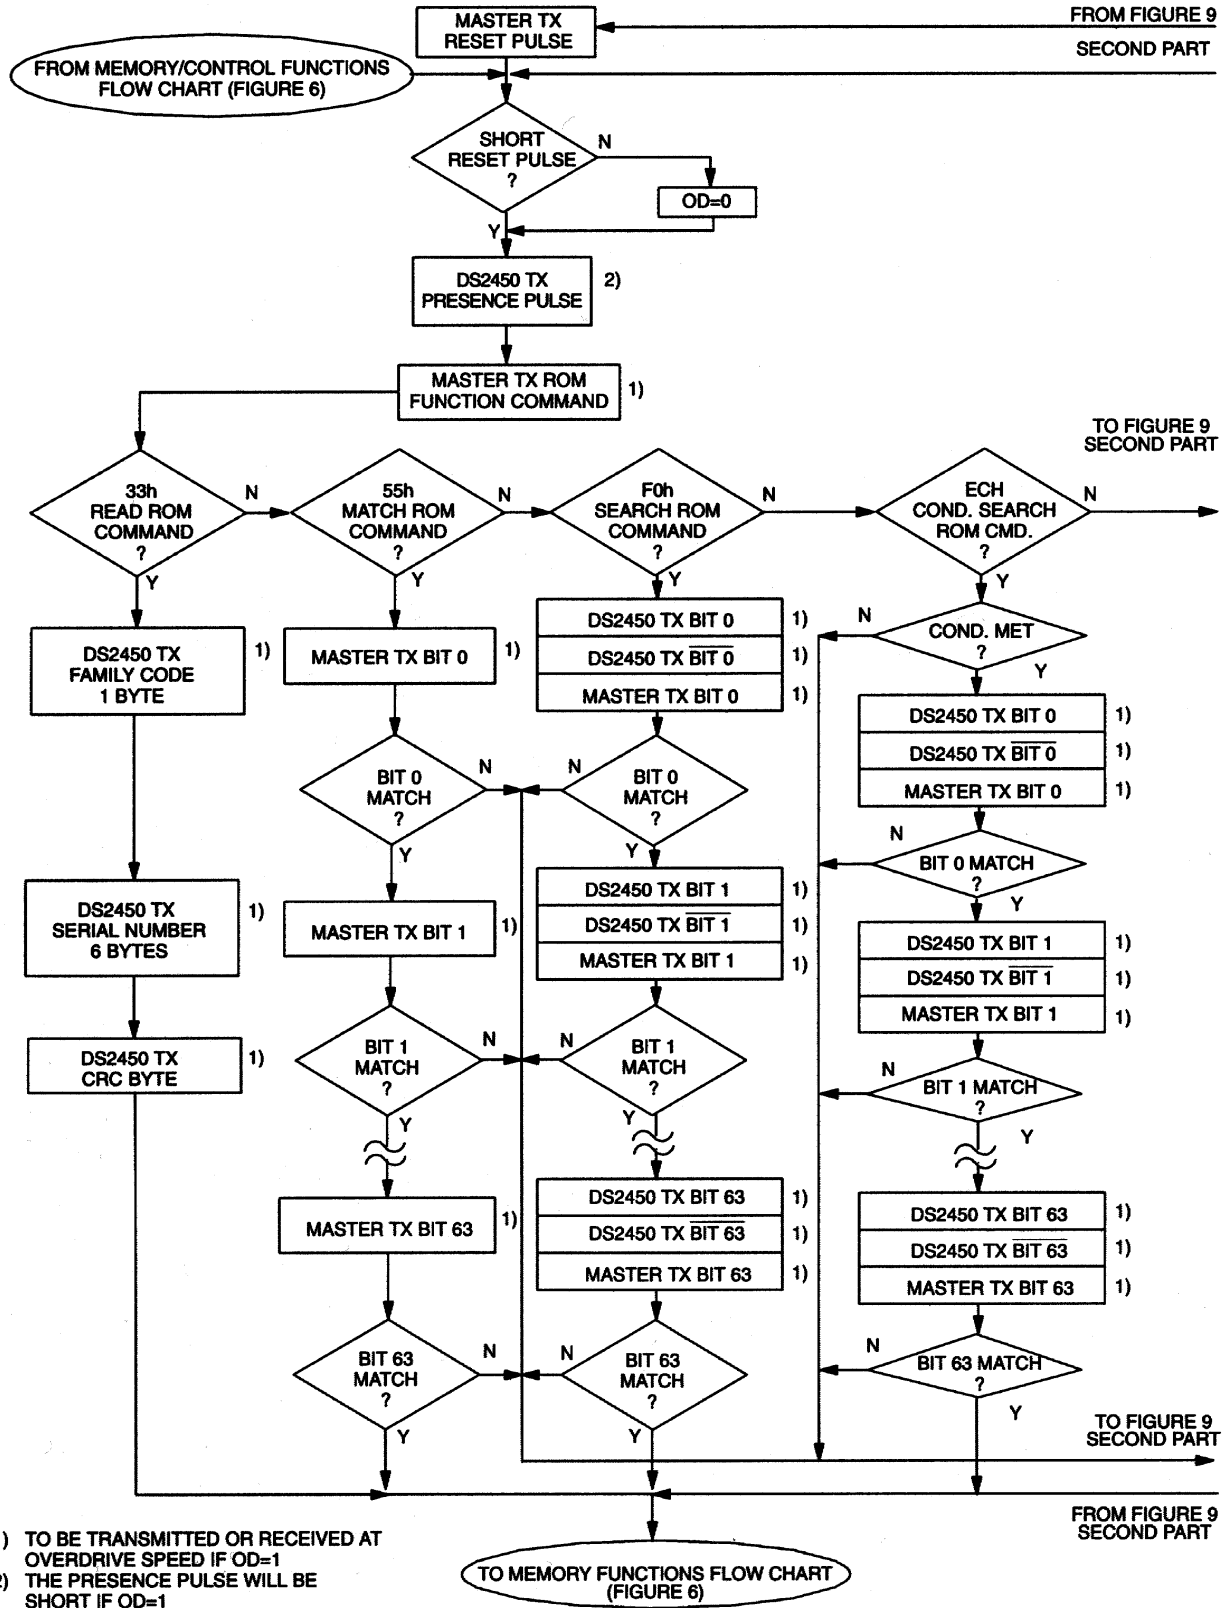 MASTER TX
RESET PULSE
FROM FIGURE 9
SECOND PART
FROM MEMORY/CONTROL FUNCTIONS
FLOW CHART (FIGURE 6)
SHORT
RESET PULSE
?
N
OD=0
Y
DS2450 TX
PRESENCE PULSE
2)
MASTER TX ROM
FUNCTION COMMAND
1)
TO FIGURE 9
SECOND PART
33h
READ ROM
COMMAND
?
N
Y
55h
MATCH ROM
COMMAND
?
N
Y
F0h
SEARCH ROM
COMMAND
?
N
Y
ECH
COND. SEARCH
ROM CMD.
?
N
Y
DS2450 TX
FAMILY CODE
1 BYTE
1)
DS2450 TX
SERIAL NUMBER
6 BYTES
1)
DS2450 TX
CRC BYTE
1)
MASTER TX BIT 0
1)
BIT 0
MATCH
?
N
Y
MASTER TX BIT 1
1)
BIT 1
MATCH
?
N
Y
MASTER TX BIT 63
1)
BIT 63
MATCH
?
N
Y
DS2450 TX BIT 0
1)
DS2450 TX BIT 0
1)
MASTER TX BIT 0
1)
BIT 0
MATCH
?
N
Y
DS2450 TX BIT 1
1)
DS2450 TX BIT 1
1)
MASTER TX BIT 1
1)
BIT 1
MATCH
?
N
Y
DS2450 TX BIT 63
1)
DS2450 TX BIT 63
1)
MASTER TX BIT 63
1)
BIT 63
MATCH
?
N
Y
COND. MET
?
N
Y
DS2450 TX BIT 0
1)
DS2450 TX BIT 0
1)
MASTER TX BIT 0
1)
BIT 0 MATCH
?
N
Y
DS2450 TX BIT 1
1)
DS2450 TX BIT 1
1)
MASTER TX BIT 1
1)
BIT 1 MATCH
?
N
Y
DS2450 TX BIT 63
1)
DS2450 TX BIT 63
1)
MASTER TX BIT 63
1)
BIT 63 MATCH
?
N
Y
TO FIGURE 9
SECOND PART
FROM FIGURE 9
SECOND PART
) TO BE TRANSMITTED OR RECEIVED AT
OVERDRIVE SPEED IF OD=1
2) THE PRESENCE PULSE WILL BE
SHORT IF OD=1
TO MEMORY FUNCTIONS FLOW CHART
(FIGURE 6)